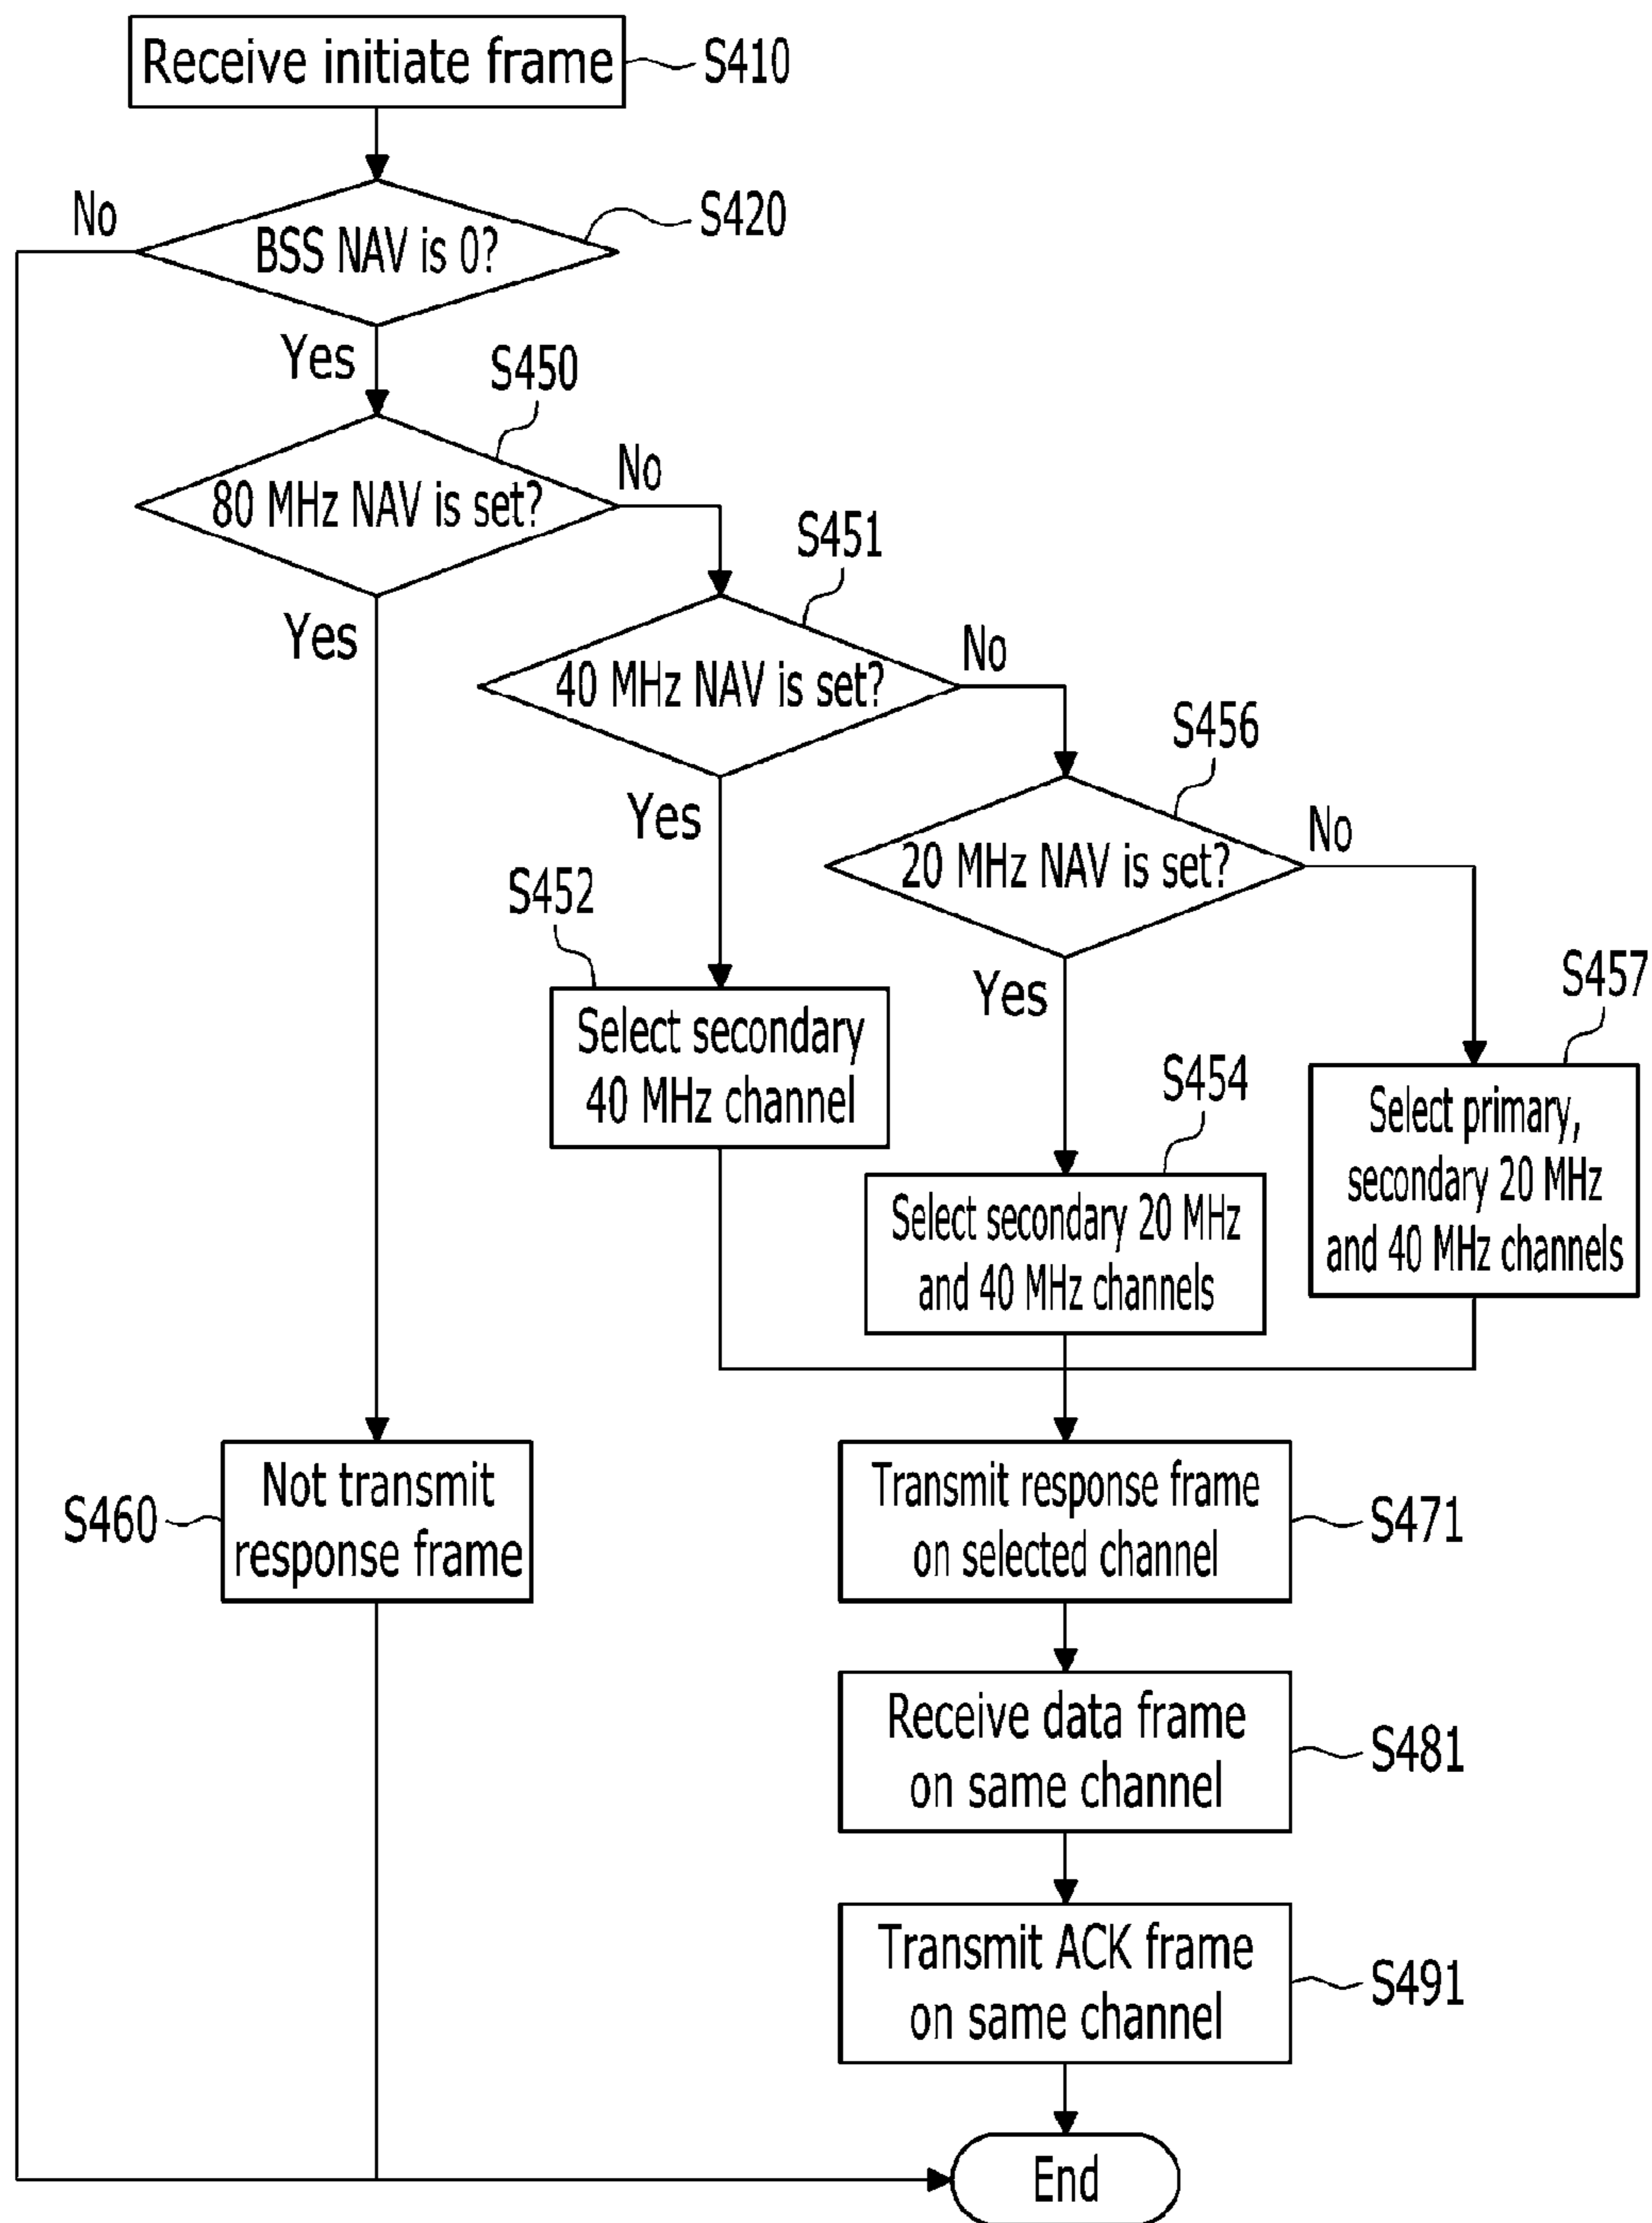 Receive initiate frame
S410
No
BSS NAV is 0?
S420
Yes
S450
80 MHz NAV is set?
No
S451
Yes
40 MHz NAV is set?
No
S456
Yes
20 MHz NAV is set?
No
S452
Select secondary
40 MHz channel
Yes
S457
S454
Select primary,
secondary 20 MHz
and 40 MHz channels
Select secondary 20 MHz
and 40 MHz channels
S460
Not transmit
response frame
Transmit response frame
on selected channel
S471
Receive data frame
on same channel
S481
Transmit ACK frame
on same channel
S491
End